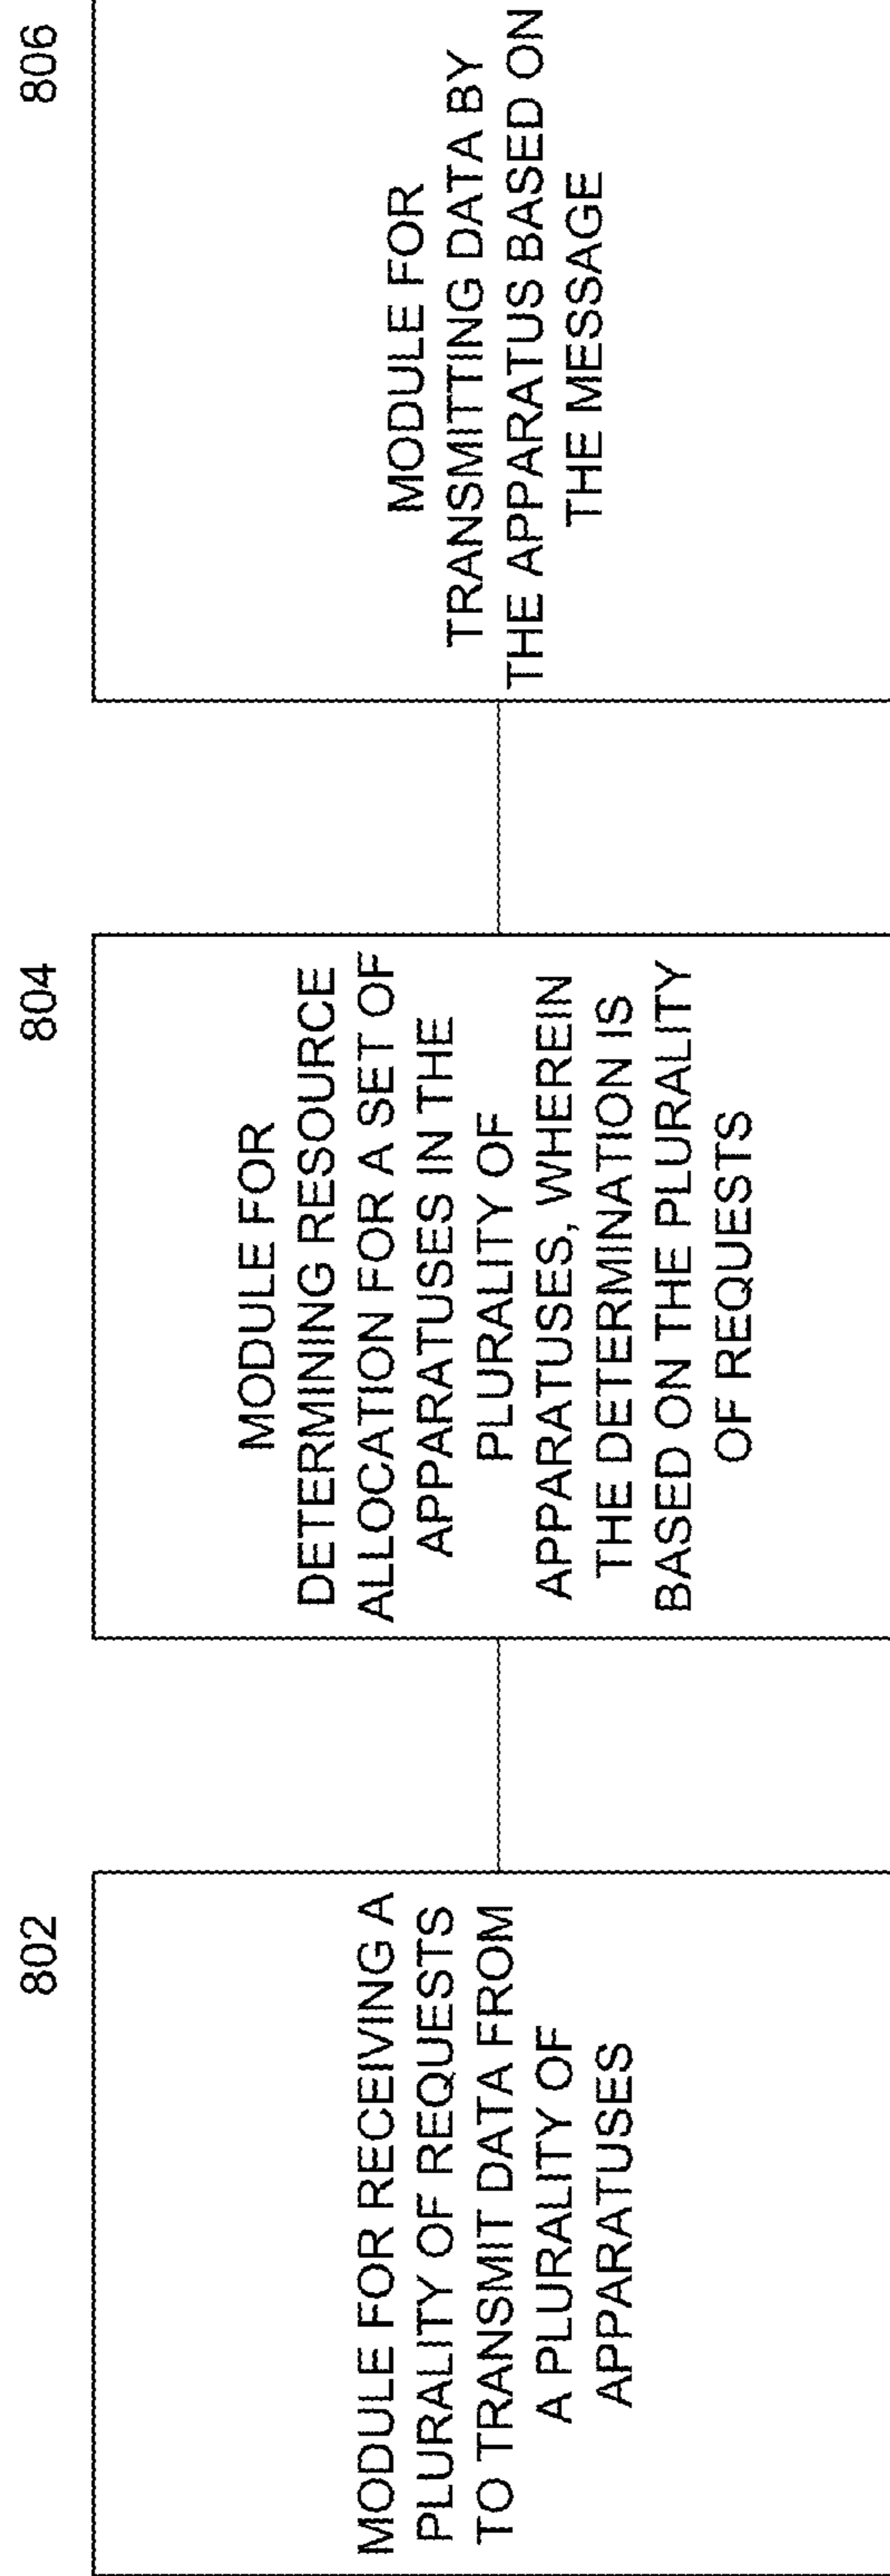 802
MODULE FOR RECEIVING A
PLURALITY OF REQUESTS
TO TRANSMIT DATA FROM
A PLURALITY OF
APPARATUSES
804
MODULE FOR
DETERMINING RESOURCE
ALLOCATION FOR A SET OF
APPARATUSES IN THE
PLURALITY OF
APPARATUSES, WHEREIN
THE DETERMINATION IS
BASED ON THE PLURALITY
OF REQUESTS
806
MODULE FOR
TRANSMITTING DATA BY
THE APPARATUS BASED ON
THE MESSAGE